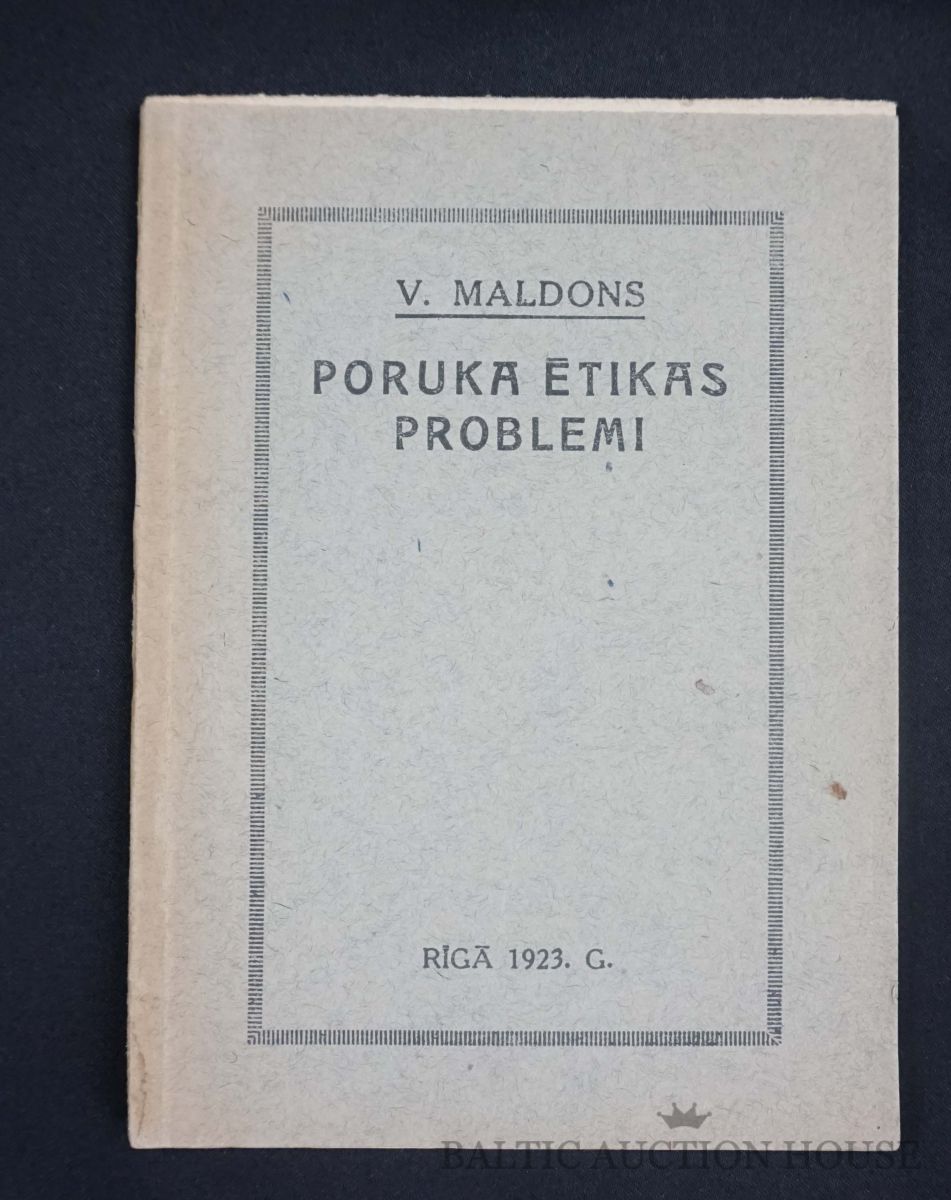 V. MALDONS
PORUKA ĒTIKAS
PROBLEMI
RĪGĀ 1923. G.
BALTIC AUCTION HOUSE